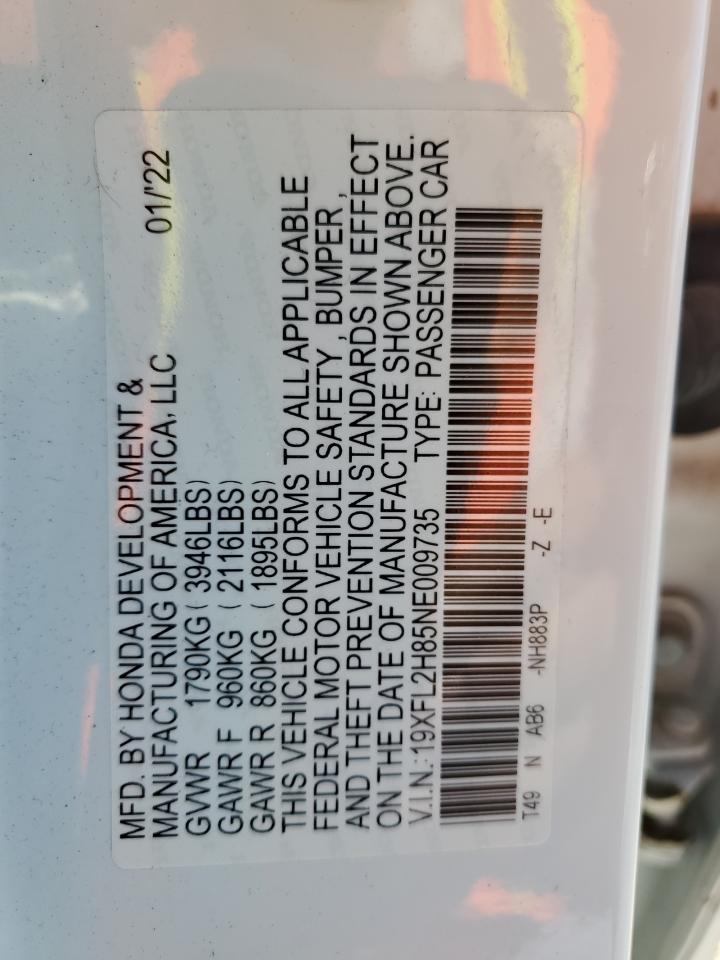 MFD. BY HONDA DEVELOPMENT &
MANUFACTURING OF AMERICA, LLC 01/'22
GVWR 1790KG ( 3946LBS)
GAWR F 960KG ( 2116LBS)
GAWR R 860KG ( 1895LBS)
THIS VEHICLE CONFORMS TO ALL APPLICABLE
FEDERAL MOTOR VEHICLE SAFETY , BUMPER ,
AND THEFT PREVENTION STANDARDS IN EFFECT
ON THE DATE OF MANUFACTURE SHOWN ABOVE.
V.I.N.:19XFL2H85NE009735 TYPE: PASSENGER CAR
T49 N AB6 -NH883P -Z -E